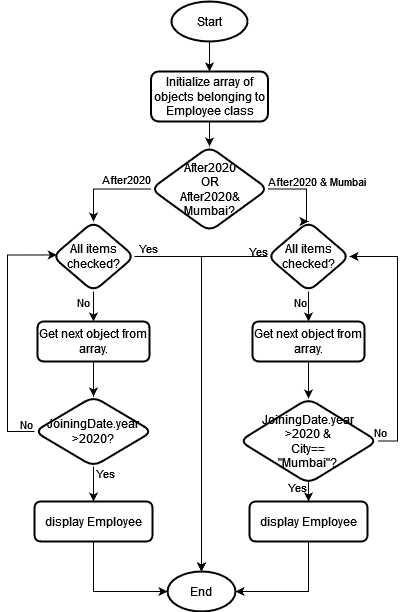 Start
Initialize array of
objects belonging to
Employee class
After2020
OR
After2020&
Mumbai?
After2020
After2020 & Mumbai
All items
checked?
Yes
Yes
All items
checked?
No
No
Get next object from
array.
Get next object from
array.
JoiningDate.year
>2020?
No
JoiningDate.year
>2020 &
City==
"Mumbai"?
No
Yes
Yes
display Employee
display Employee
End